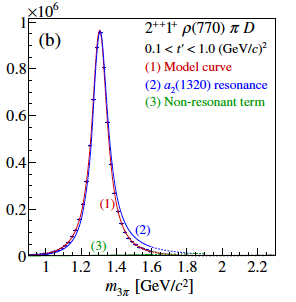 ×10⁶
2⁺⁺1⁺ ρ(770) π D
(b)
0.1 < t′ < 1.0 (GeV/c)²
(1) Model curve
(2) a₂(1320) resonance
(3) Non-resonant term
1
0.8
0.6
0.4
0.2
0
(1)
(2)
(3)
1 1.2 1.4 1.6 1.8 2 2.2
m₃π [GeV/c²]